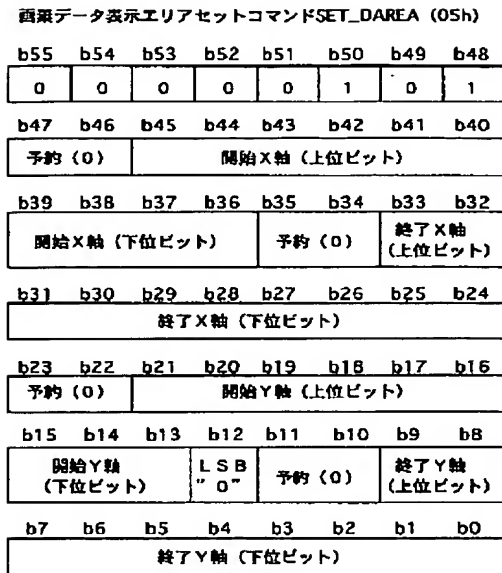 画素データ表示エリアセットコマンドSET_DAREA (05h)
b55 b54 b53 b52 b51 b50 b49 b48
0 0 0 0 0 1 0 1
b47 b46 b45 b44 b43 b42 b41 b40
予約 (0) 開始X軸 (上位ビット)
b39 b38 b37 b36 b35 b34 b33 b32
開始X軸 (下位ビット) 予約 (0) 終了X軸
(上位ビット)
b31 b30 b29 b28 b27 b26 b25 b24
終了X軸 (下位ビット)
b23 b22 b21 b20 b19 b18 b17 b16
予約 (0) 開始Y軸 (上位ビット)
b15 b14 b13 b12 b11 b10 b9 b8
開始Y軸
(下位ビット) LSB
"0" 予約 (0) 終了Y軸
(上位ビット)
b7 b6 b5 b4 b3 b2 b1 b0
終了Y軸 (下位ビット)